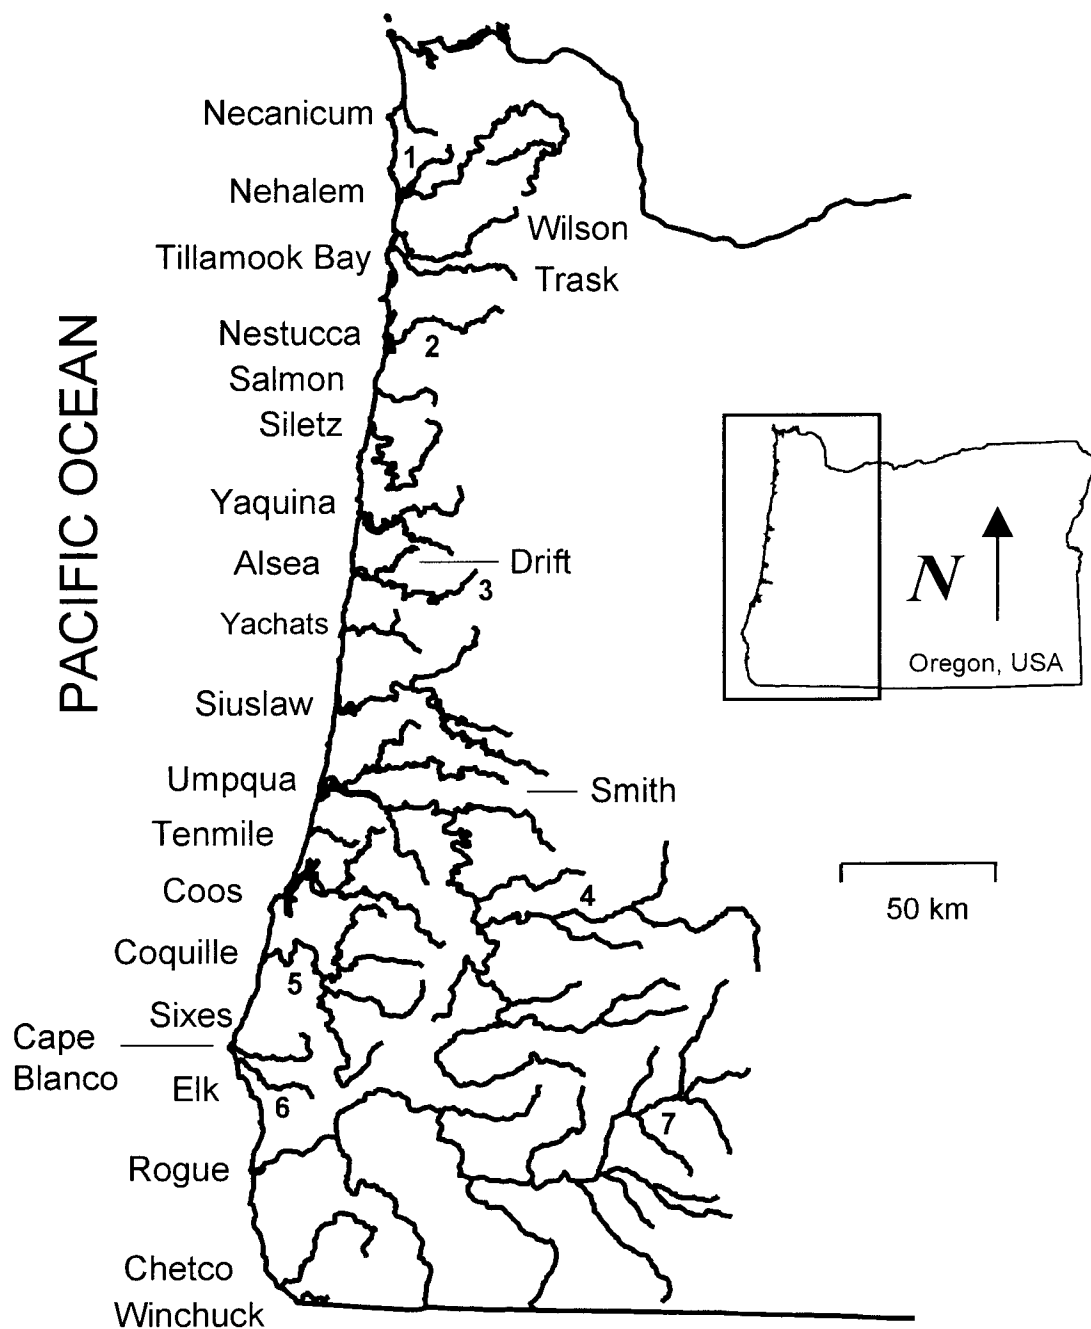 Necanicum
1
Nehalem
Wilson
Tillamook Bay
Trask
Nestucca
2
Salmon
Siletz
PACIFIC OCEAN
Yaquina
Alsea
Drift
3
N
Yachats
Oregon, USA
Siuslaw
Umpqua
Smith
Tenmile
Coos
4
50 km
Coquille
5
Sixes
Cape
Blanco
Elk
6
7
Rogue
Chetco
Winchuck